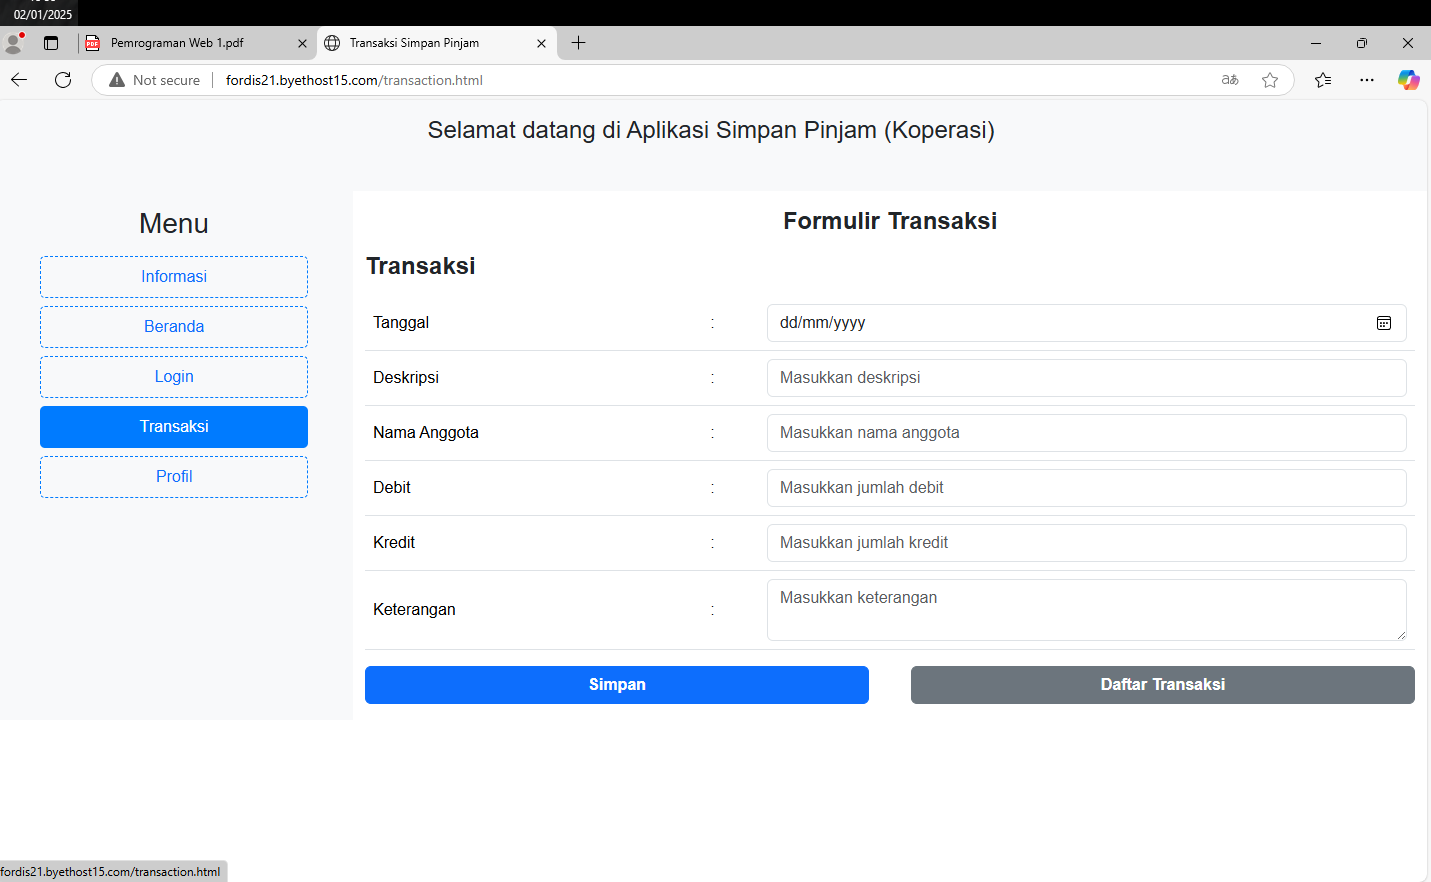 02/01/2025
Pemrograman Web 1.pdf
Transaksi Simpan Pinjam
Not secure
fordis21.byethost15.com/transaction.html
Selamat datang di Aplikasi Simpan Pinjam (Koperasi)
Menu
Informasi
Beranda
Login
Transaksi
Profil
Formulir Transaksi
Transaksi
Tanggal : dd/mm/yyyy
Deskripsi : Masukkan deskripsi
Nama Anggota : Masukkan nama anggota
Debit : Masukkan jumlah debit
Kredit : Masukkan jumlah kredit
Keterangan : Masukkan keterangan
Simpan
Daftar Transaksi
fordis21.byethost15.com/transaction.html